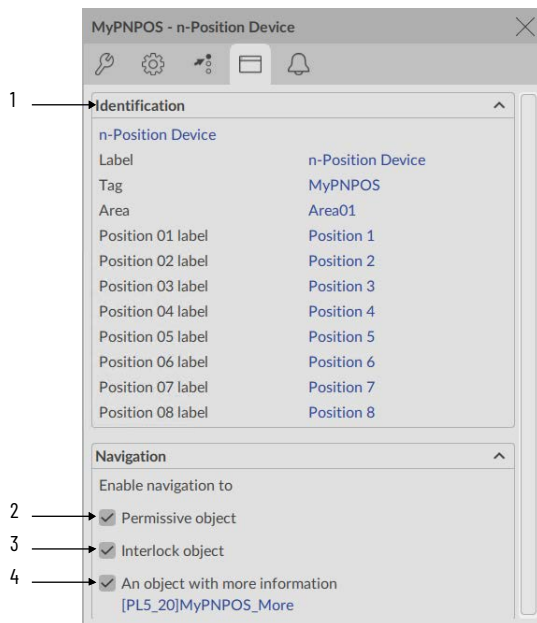 MyPNPOS - n-Position Device
1
Identification
n-Position Device
Label n-Position Device
Tag MyPNPOS
Area Area01
Position 01 label Position 1
Position 02 label Position 2
Position 03 label Position 3
Position 04 label Position 4
Position 05 label Position 5
Position 06 label Position 6
Position 07 label Position 7
Position 08 label Position 8
Navigation
Enable navigation to
2 Permissive object
3 Interlock object
4 An object with more information
[PL5_20]MyPNPOS_More